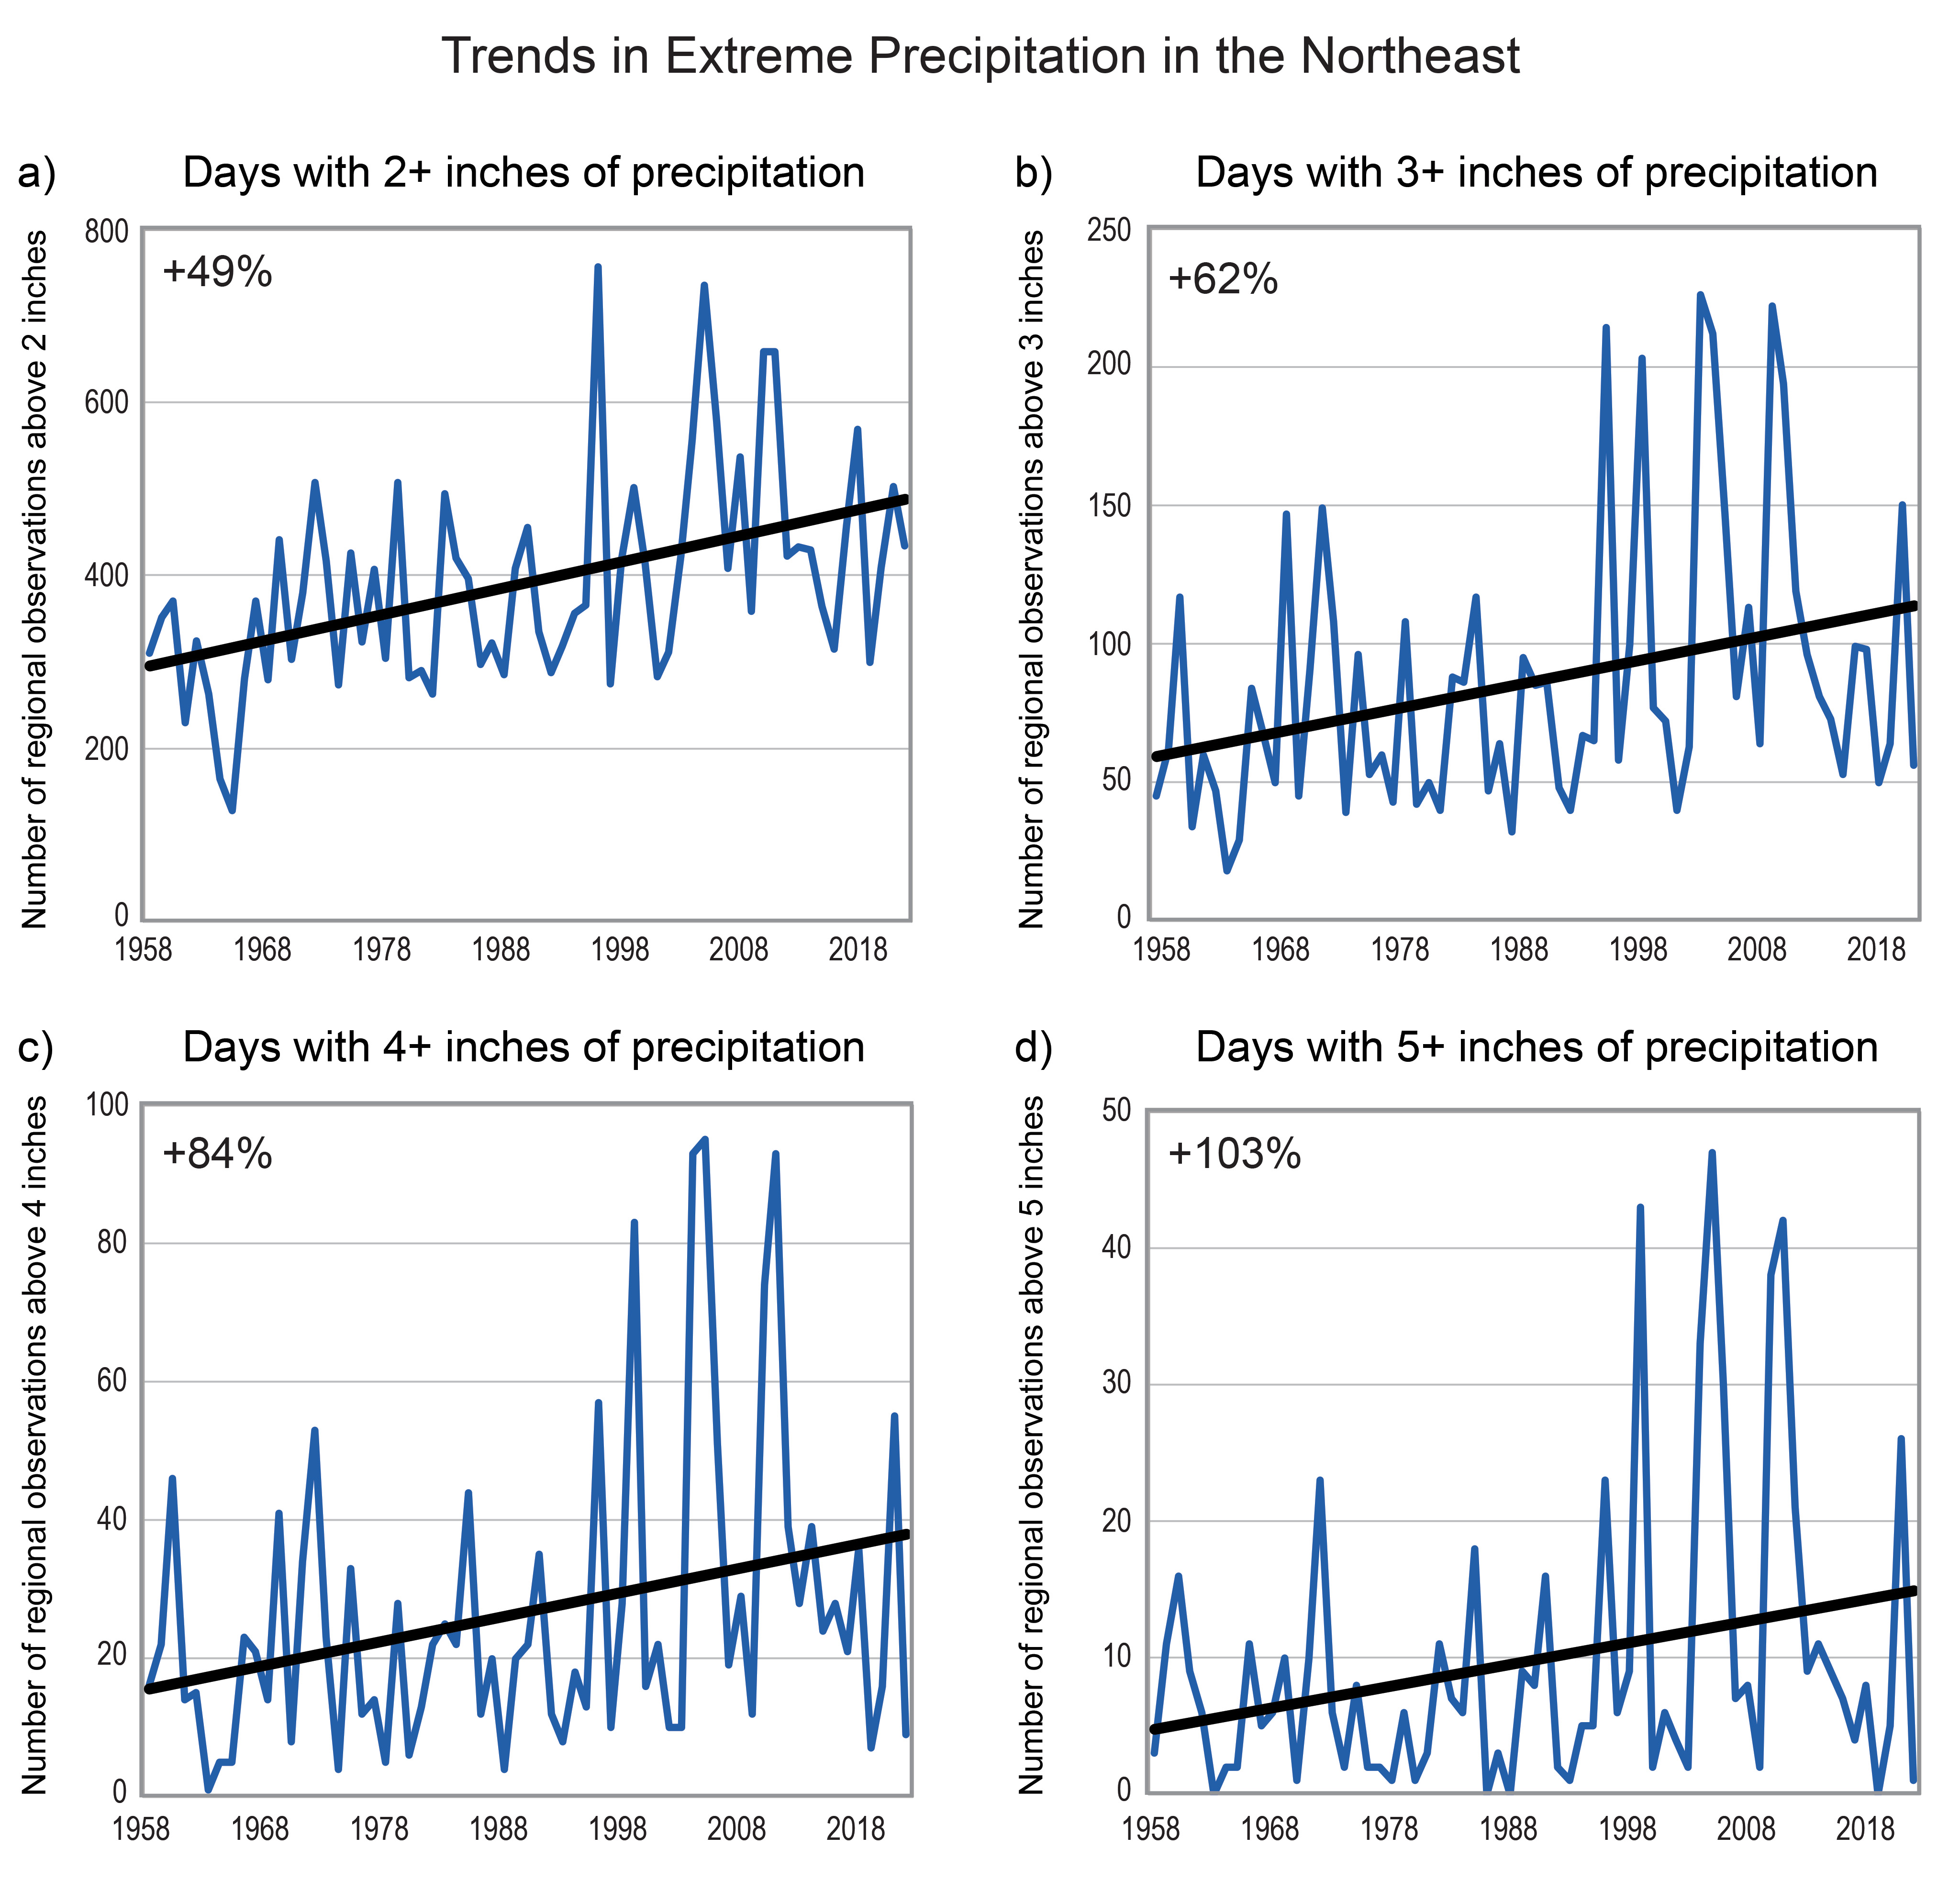 Trends in Extreme Precipitation in the Northeast
a)
Days with 2+ inches of precipitation
Number of regional observations above 2 inches
+49%
800
600
400
200
0
1958 1968 1978 1988 1998 2008 2018
b)
Days with 3+ inches of precipitation
Number of regional observations above 3 inches
+62%
250
200
150
100
50
0
1958 1968 1978 1988 1998 2008 2018
c)
Days with 4+ inches of precipitation
Number of regional observations above 4 inches
+84%
100
80
60
40
20
0
1958 1968 1978 1988 1998 2008 2018
d)
Days with 5+ inches of precipitation
Number of regional observations above 5 inches
+103%
50
40
30
20
10
0
1958 1968 1978 1988 1998 2008 2018